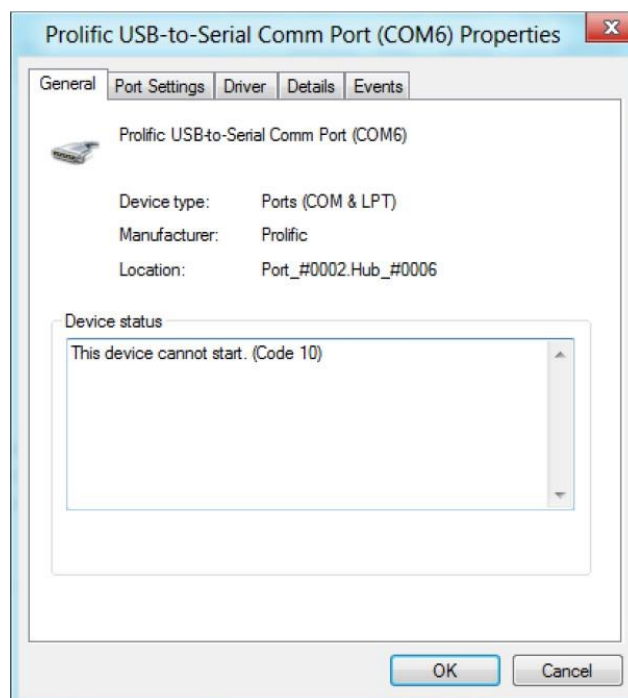 Prolific USB-to-Serial Comm Port (COM6) Properties
x
General Port Settings Driver Details Events
Prolific USB-to-Serial Comm Port (COM6)
Device type: Ports (COM & LPT)
Manufacturer: Prolific
Location: Port_#0002.Hub_#0006
Device status
This device cannot start. (Code 10)
OK Cancel